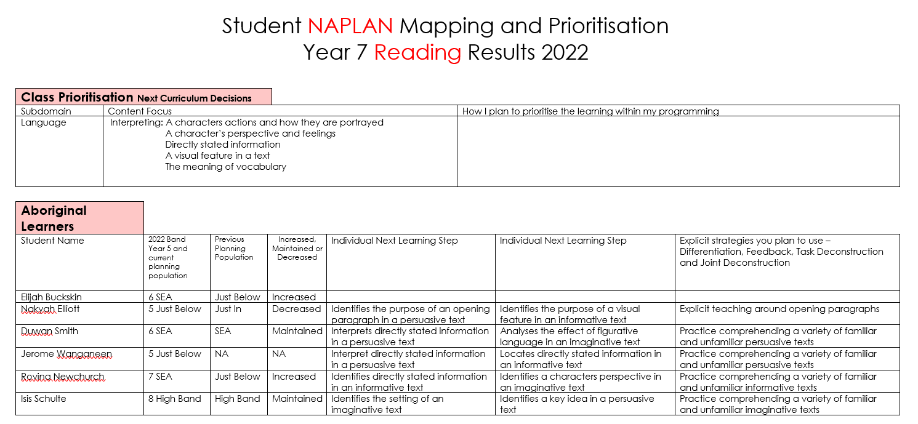 Student NAPLAN Mapping and Prioritisation
Year 7 Reading Results 2022
Class Prioritisation Next Curriculum Decisions
Subdomain Content Focus How I plan to prioritise the learning within my programming
Language Interpreting: A characters actions and how they are portrayed
A character's perspective and feelings
Directly stated information
A visual feature in a text
The meaning of vocabulary
Aboriginal
Learners
Student Name 2022 Band Previous Increased, Individual Next Learning Step Individual Next Learning Step Explicit strategies you plan to use –
Year 5 and Planning Maintained or Differentiation, Feedback, Task Deconstruction
current Population Decreased and Joint Deconstruction
planning
population
Elijah Buckskin 6 SEA Just Below Increased
Nakyah Elliott 5 Just Below Just In Decreased Identifies the purpose of an opening Identifies the purpose of a visual Explicit teaching around opening paragraphs
paragraph in a persuasive text feature in an informative text
Duwan Smith 6 SEA SEA Maintained Interprets directly stated information Analyses the effect of figurative Practice comprehending a variety of familiar
in a persuasive text language in an imaginative text and unfamiliar persuasive texts
Jerome Wanganeen 5 Just Below NA NA Interpret directly stated information Locates directly stated information in Practice comprehending a variety of familiar
in a persuasive text an informative text and unfamiliar persuasive texts
Rovina Newchurch 7 SEA Just Below Increased Identifies directly stated information Identifies a characters perspective in Practice comprehending a variety of familiar
in an informative text an imaginative text and unfamiliar informative texts
Isis Schulte 8 High Band High Band Maintained Identifies the setting of an Identifies a key idea in a persuasive Practice comprehending a variety of familiar
imaginative text text and unfamiliar imaginative texts